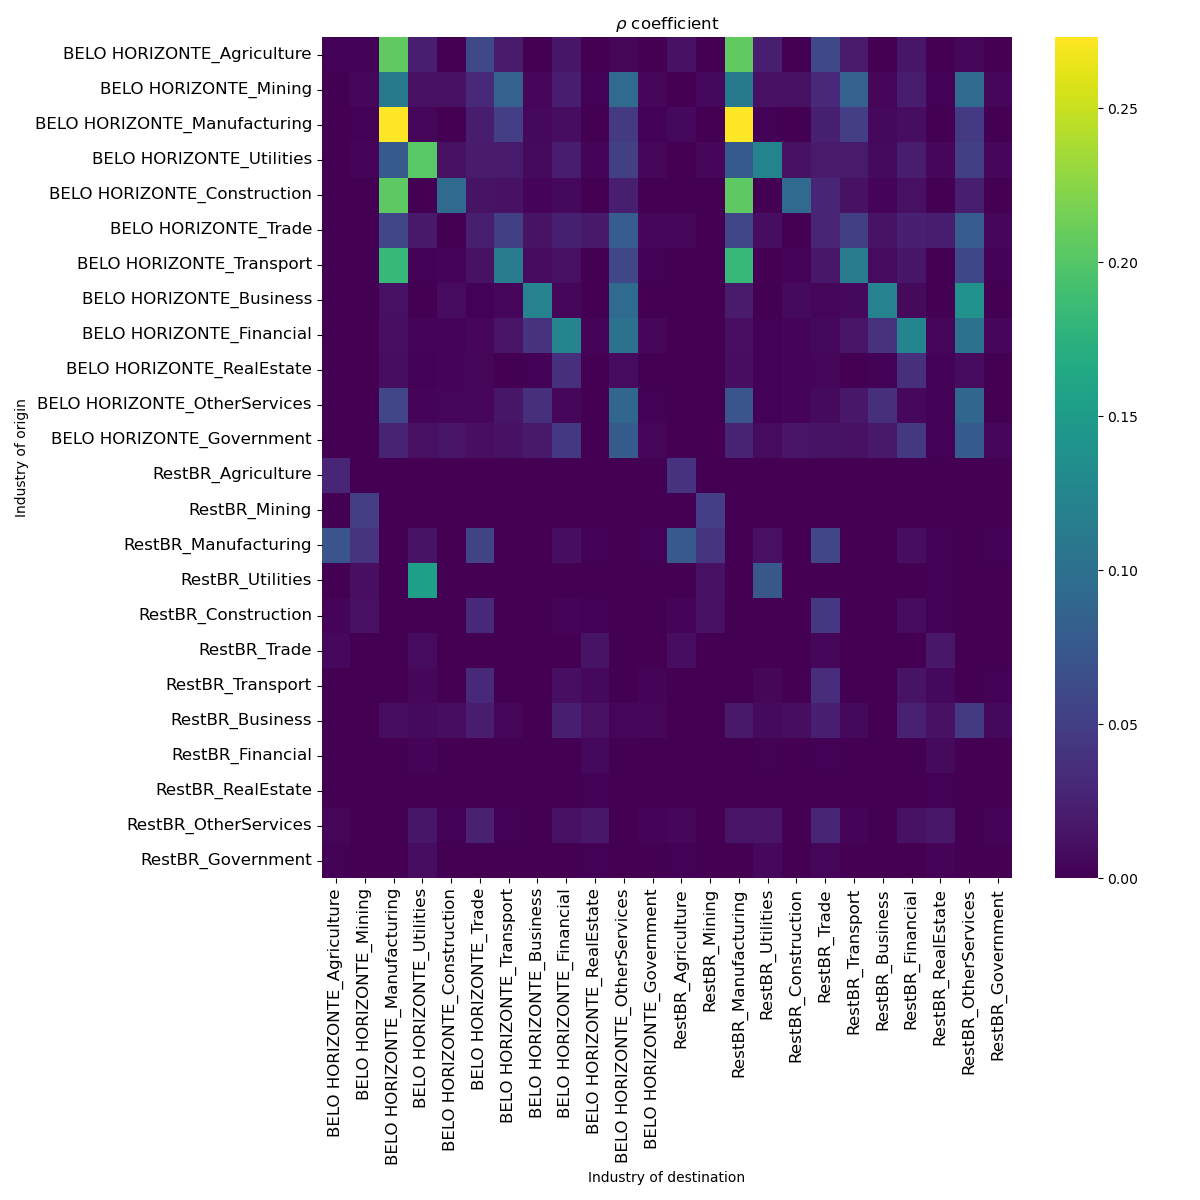 ρ coefficient
BELO HORIZONTE_Agriculture
BELO HORIZONTE_Mining
BELO HORIZONTE_Manufacturing
BELO HORIZONTE_Utilities
BELO HORIZONTE_Construction
BELO HORIZONTE_Trade
BELO HORIZONTE_Transport
BELO HORIZONTE_Business
BELO HORIZONTE_Financial
BELO HORIZONTE_RealEstate
BELO HORIZONTE_OtherServices
BELO HORIZONTE_Government
RestBR_Agriculture
RestBR_Mining
RestBR_Manufacturing
RestBR_Utilities
RestBR_Construction
RestBR_Trade
RestBR_Transport
RestBR_Business
RestBR_Financial
RestBR_RealEstate
RestBR_OtherServices
RestBR_Government
Industry of origin
0.25
0.20
0.15
0.10
0.05
0.00
BELO HORIZONTE_Agriculture
BELO HORIZONTE_Mining
BELO HORIZONTE_Manufacturing
BELO HORIZONTE_Utilities
BELO HORIZONTE_Construction
BELO HORIZONTE_Trade
BELO HORIZONTE_Transport
BELO HORIZONTE_Business
BELO HORIZONTE_Financial
BELO HORIZONTE_RealEstate
BELO HORIZONTE_OtherServices
BELO HORIZONTE_Government
RestBR_Agriculture
RestBR_Mining
RestBR_Manufacturing
RestBR_Utilities
RestBR_Construction
RestBR_Trade
RestBR_Transport
RestBR_Business
RestBR_Financial
RestBR_RealEstate
RestBR_OtherServices
RestBR_Government
Industry of destination